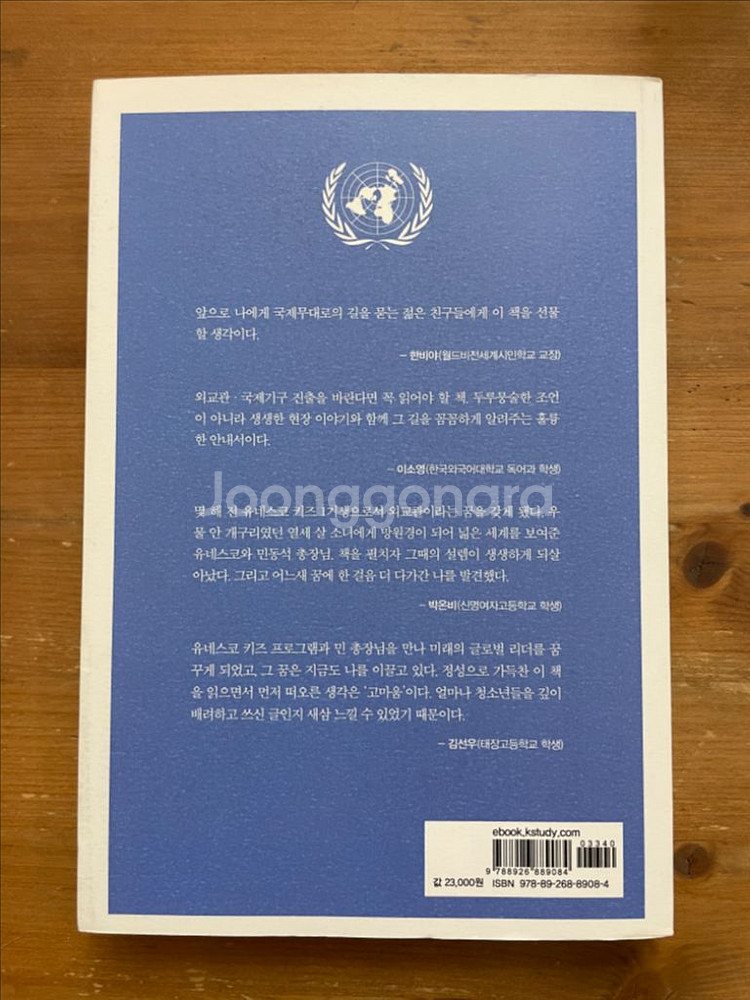 앞으로 나에게 국제무대로의 길을 묻는 젊은 친구들에게 이 책을 선물
할 생각이다.
– 한비야(월드비전세계시민학교 교장)
외교관 · 국제기구 진출을 바란다면 꼭 읽어야 할 책. 두루뭉술한 조언
이 아니라 생생한 현장 이야기와 함께 그 길을 꼼꼼하게 알려주는 훌륭
한 안내서이다.
– 이소영(한국외국어대학교 독어과 학생)
Joonggonara
몇 해 전 유네스코 키즈 1기생으로서 외교관이라는 꿈을 갖게 됐다. 우
물 안 개구리였던 열세 살 소녀에게 망원경이 되어 넓은 세계를 보여준
유네스코와 민동석 총장님. 책을 펼치자 그때의 설렘이 생생하게 되살
아났다. 그리고 어느새 꿈에 한 걸음 더 다가간 나를 발견했다.
– 박은비(신명여자고등학교 학생)
유네스코 키즈 프로그램과 민 총장님을 만나 미래의 글로벌 리더를 꿈
꾸게 되었고, 그 꿈은 지금도 나를 이끌고 있다. 정성으로 가득찬 이 책
을 읽으면서 먼저 떠오른 생각은 '고마움'이다. 얼마나 청소년들을 깊이
배려하고 쓰신 글인지 새삼 느낄 수 있었기 때문이다.
– 김선우(태장고등학교 학생)
ebook.kstudy.com
03340
9 788926 889084
값 23,000원 ISBN 978-89-268-8908-4